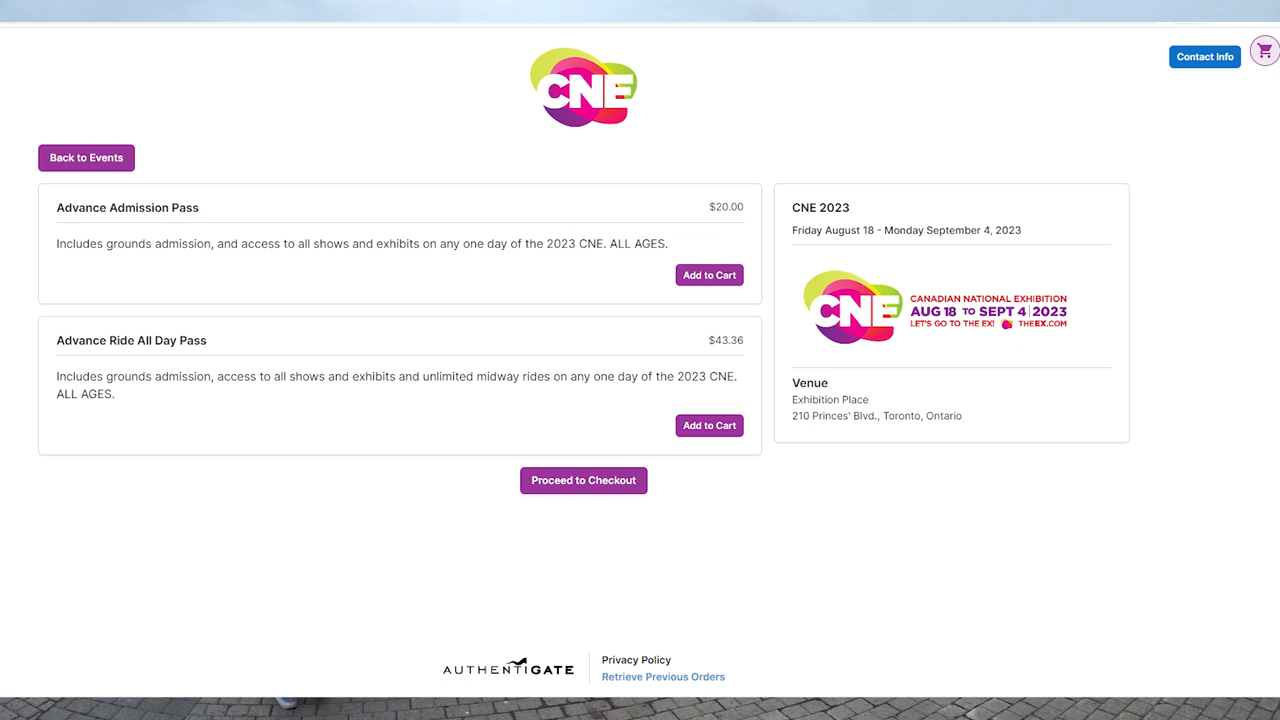 CNE
Contact Info
Back to Events
Advance Admission Pass
$20.00
Includes grounds admission, and access to all shows and exhibits on any one day of the 2023 CNE. ALL AGES.
Add to Cart
Advance Ride All Day Pass
$43.36
Includes grounds admission, access to all shows and exhibits and unlimited midway rides on any one day of the 2023 CNE.
ALL AGES.
Add to Cart
Proceed to Checkout
CNE 2023
Friday August 18 - Monday September 4, 2023
CNE
CANADIAN NATIONAL EXHIBITION
AUG 18 TO SEPT 4 | 2023
LET'S GO TO THE EX! THEEX.COM
Venue
Exhibition Place
210 Princes' Blvd., Toronto, Ontario
AUTHENTIGATE
Privacy Policy
Retrieve Previous Orders